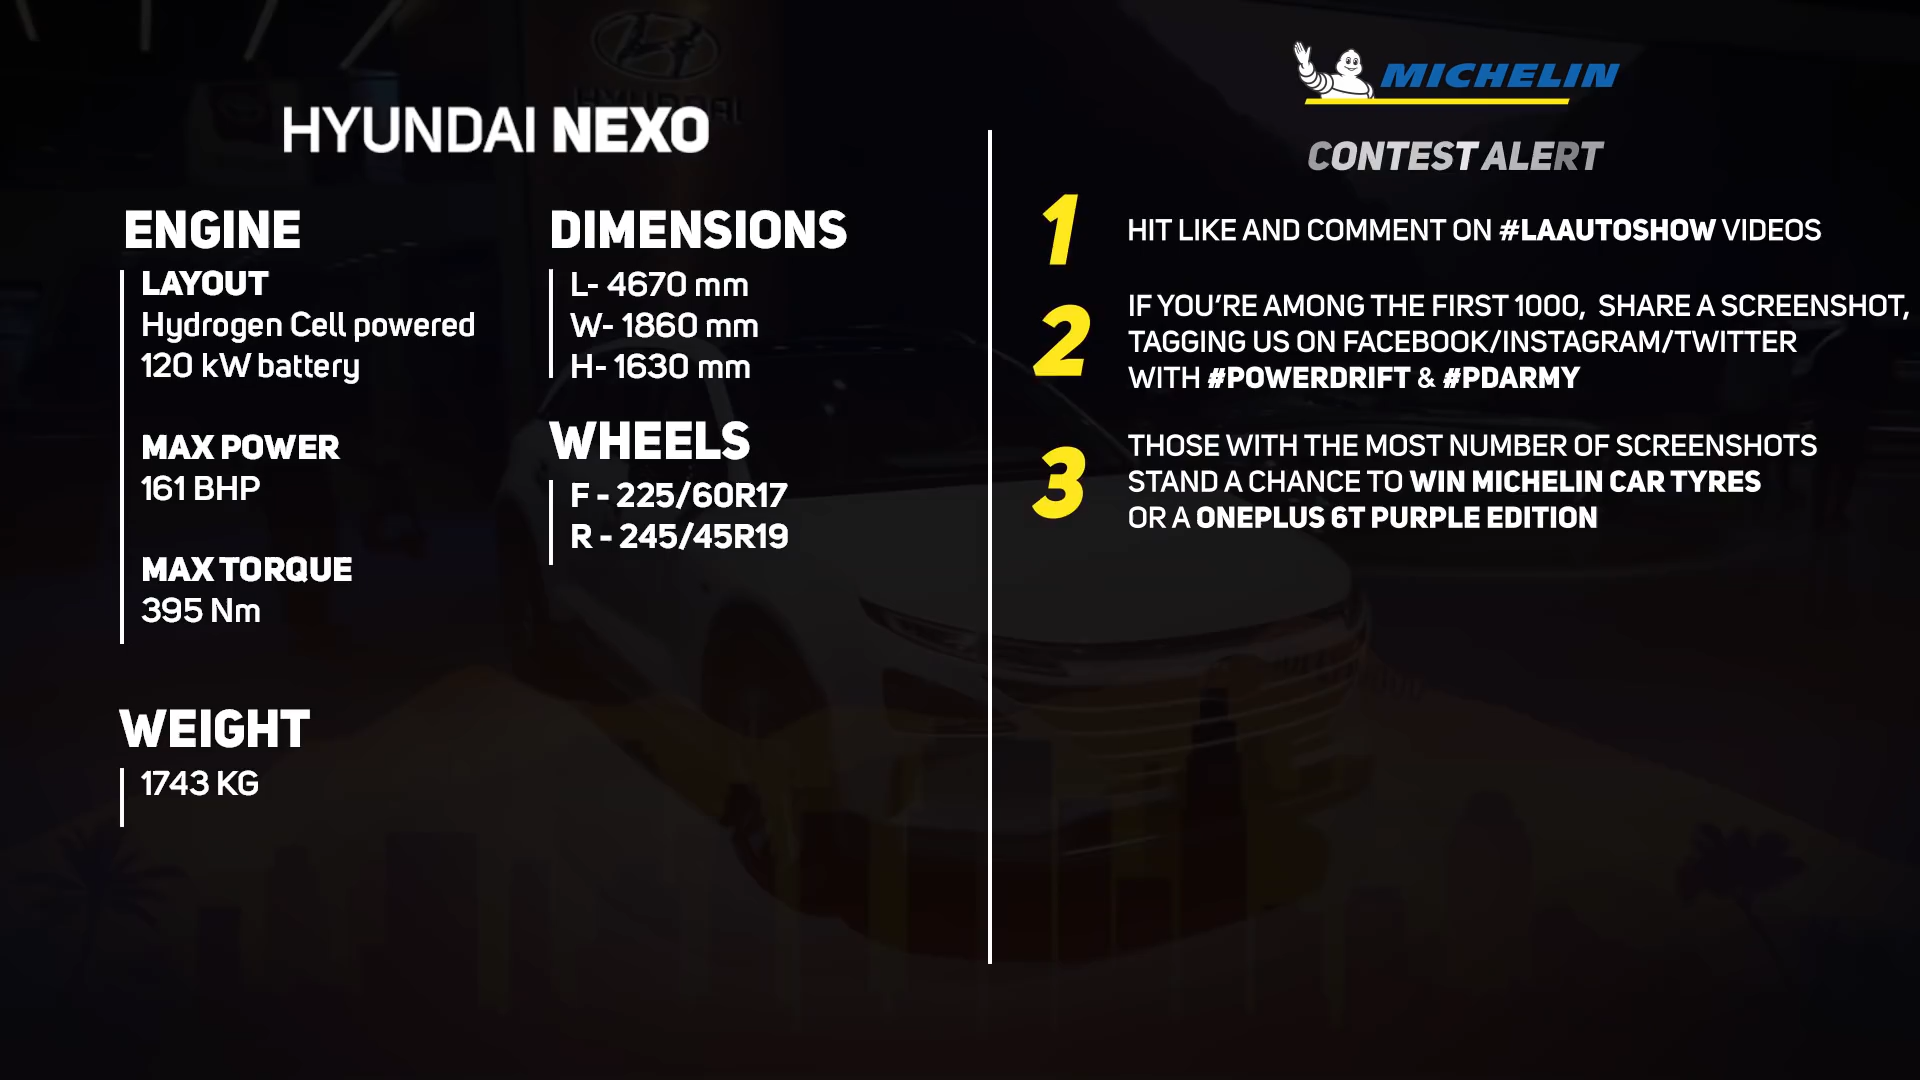 HYUNDAI
HYUNDAI NEXO
ENGINE
LAYOUT
Hydrogen Cell powered
120 kW battery
MAX POWER
161 BHP
MAX TORQUE
395 Nm
WEIGHT
1743 KG
DIMENSIONS
L- 4670 mm
W- 1860 mm
H- 1630 mm
WHEELS
F - 225/60R17
R - 245/45R19
MICHELIN
CONTEST ALERT
1 HIT LIKE AND COMMENT ON #LAAUTOSHOW VIDEOS
2 IF YOU'RE AMONG THE FIRST 1000, SHARE A SCREENSHOT,
TAGGING US ON FACEBOOK/INSTAGRAM/TWITTER
WITH #POWERDRIFT & #PDARMY
3 THOSE WITH THE MOST NUMBER OF SCREENSHOTS
STAND A CHANCE TO WIN MICHELIN CAR TYRES
OR A ONEPLUS 6T PURPLE EDITION